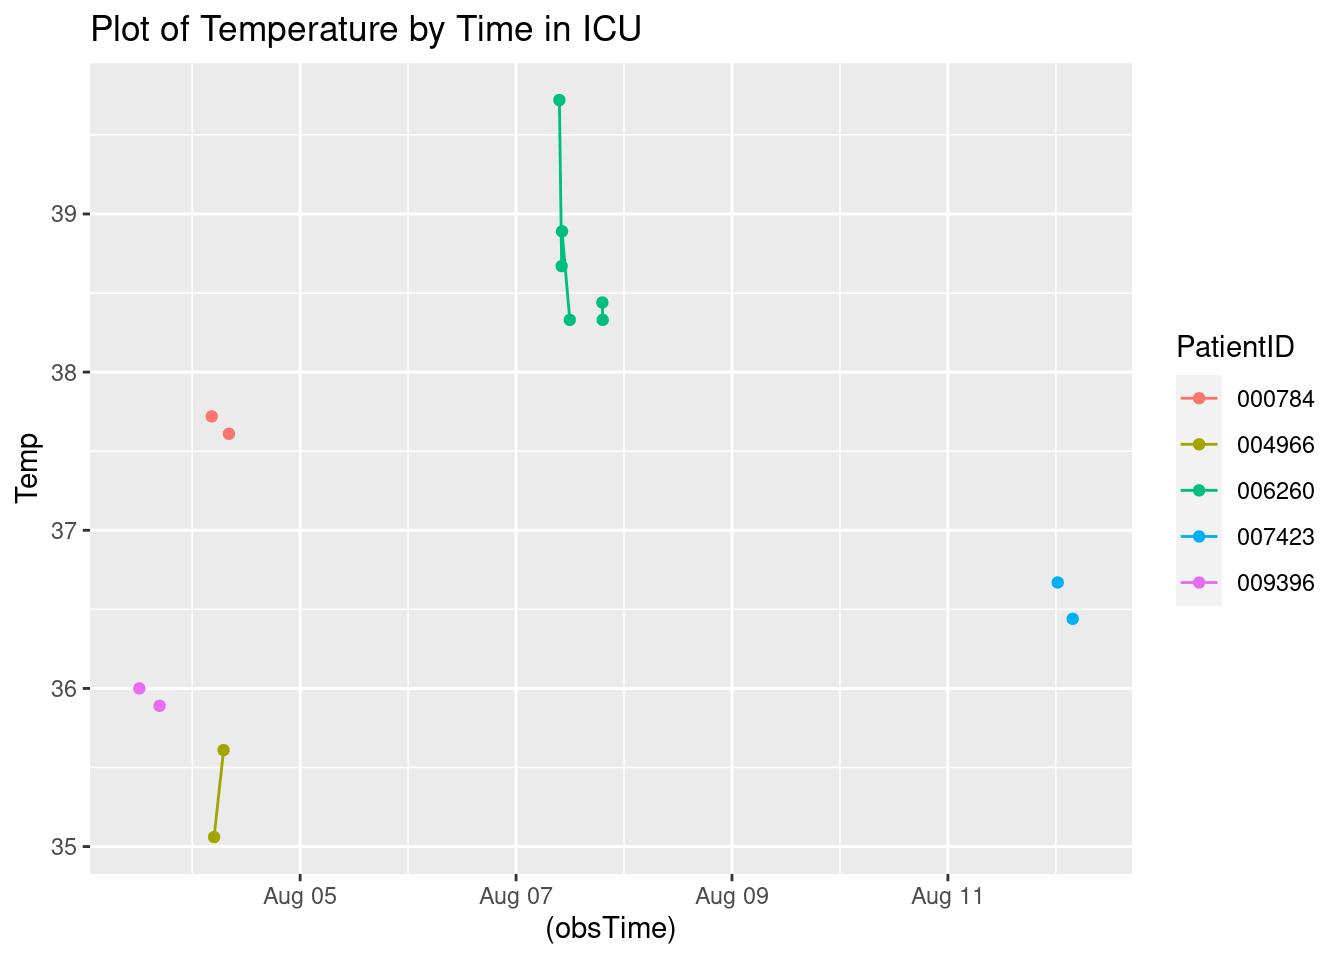 Plot of Temperature by Time in ICU
39
38
37
36
35
Temp
Aug 05 Aug 07 Aug 09 Aug 11
(obsTime)
PatientID
000784
004966
006260
007423
009396